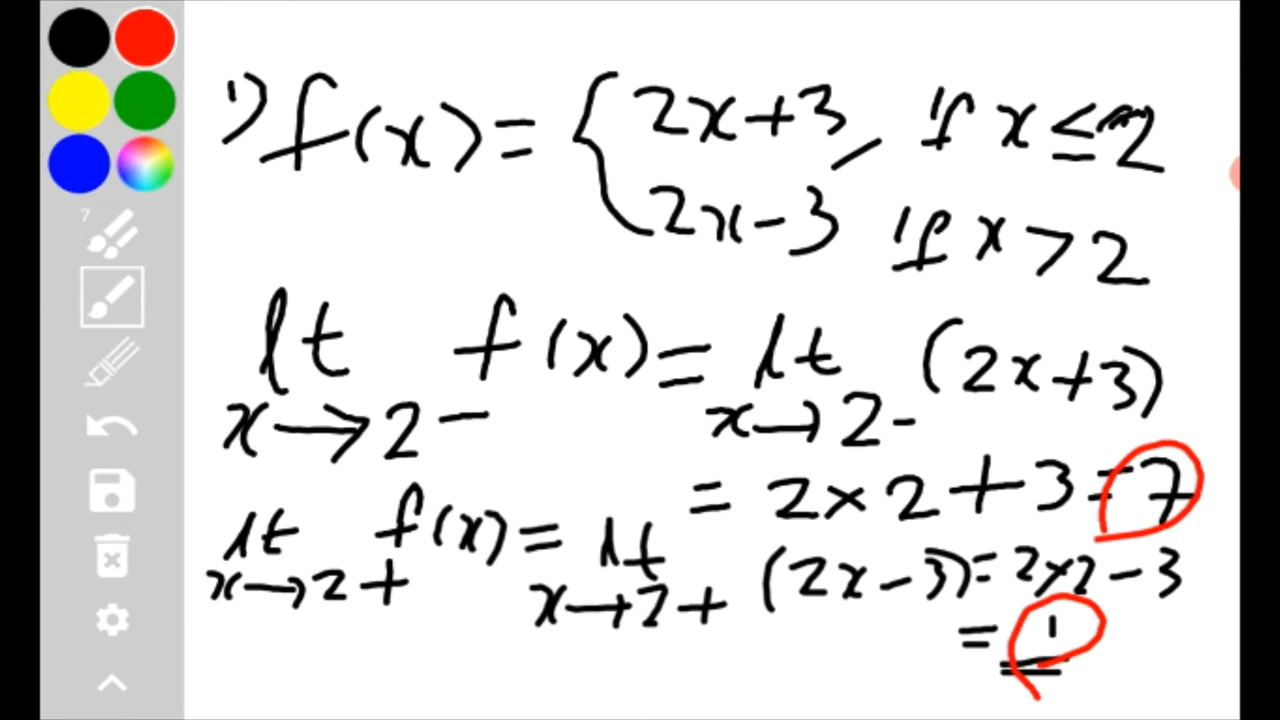 1) f(x) = { 2x+3, if x ≤ 2
2x-3 if x > 2
lt f(x) = lt (2x+3)
x→2- x→2-
= 2×2+3 = 7
lt f(x) = lt (2x-3) = 2×2-3
x→2+ x→2+
= 1
7